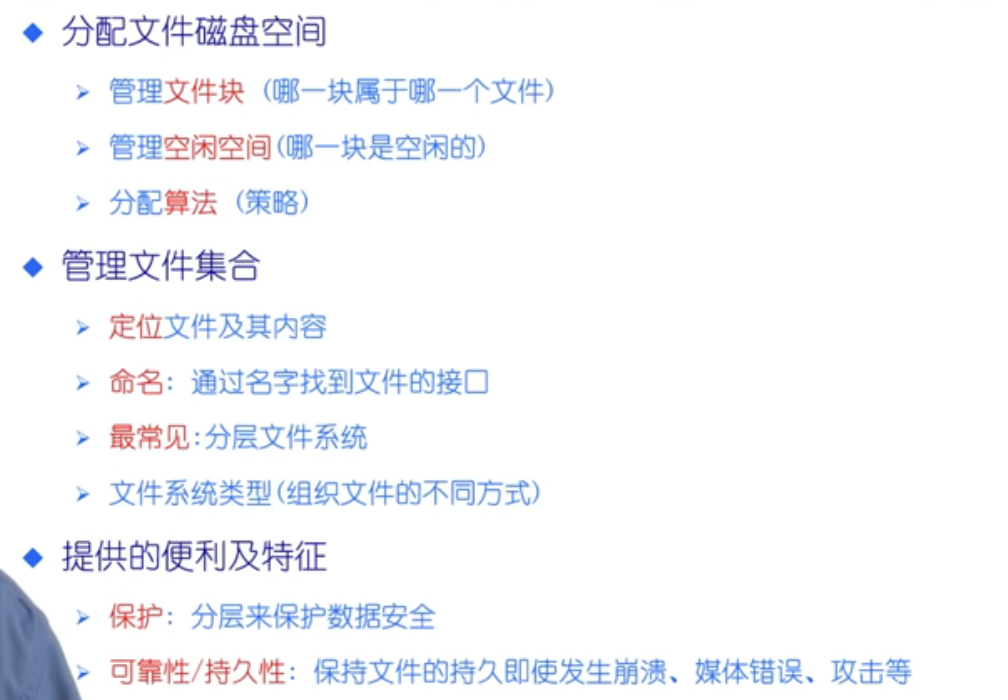 分配文件磁盘空间
管理文件块 (哪一块属于哪一个文件)
管理空闲空间(哪一块是空闲的)
分配算法 (策略)
管理文件集合
定位文件及其内容
命名: 通过名字找到文件的接口
最常见:分层文件系统
文件系统类型(组织文件的不同方式)
提供的便利及特征
保护: 分层来保护数据安全
可靠性/持久性: 保持文件的持久即使发生崩溃、媒体错误、攻击等